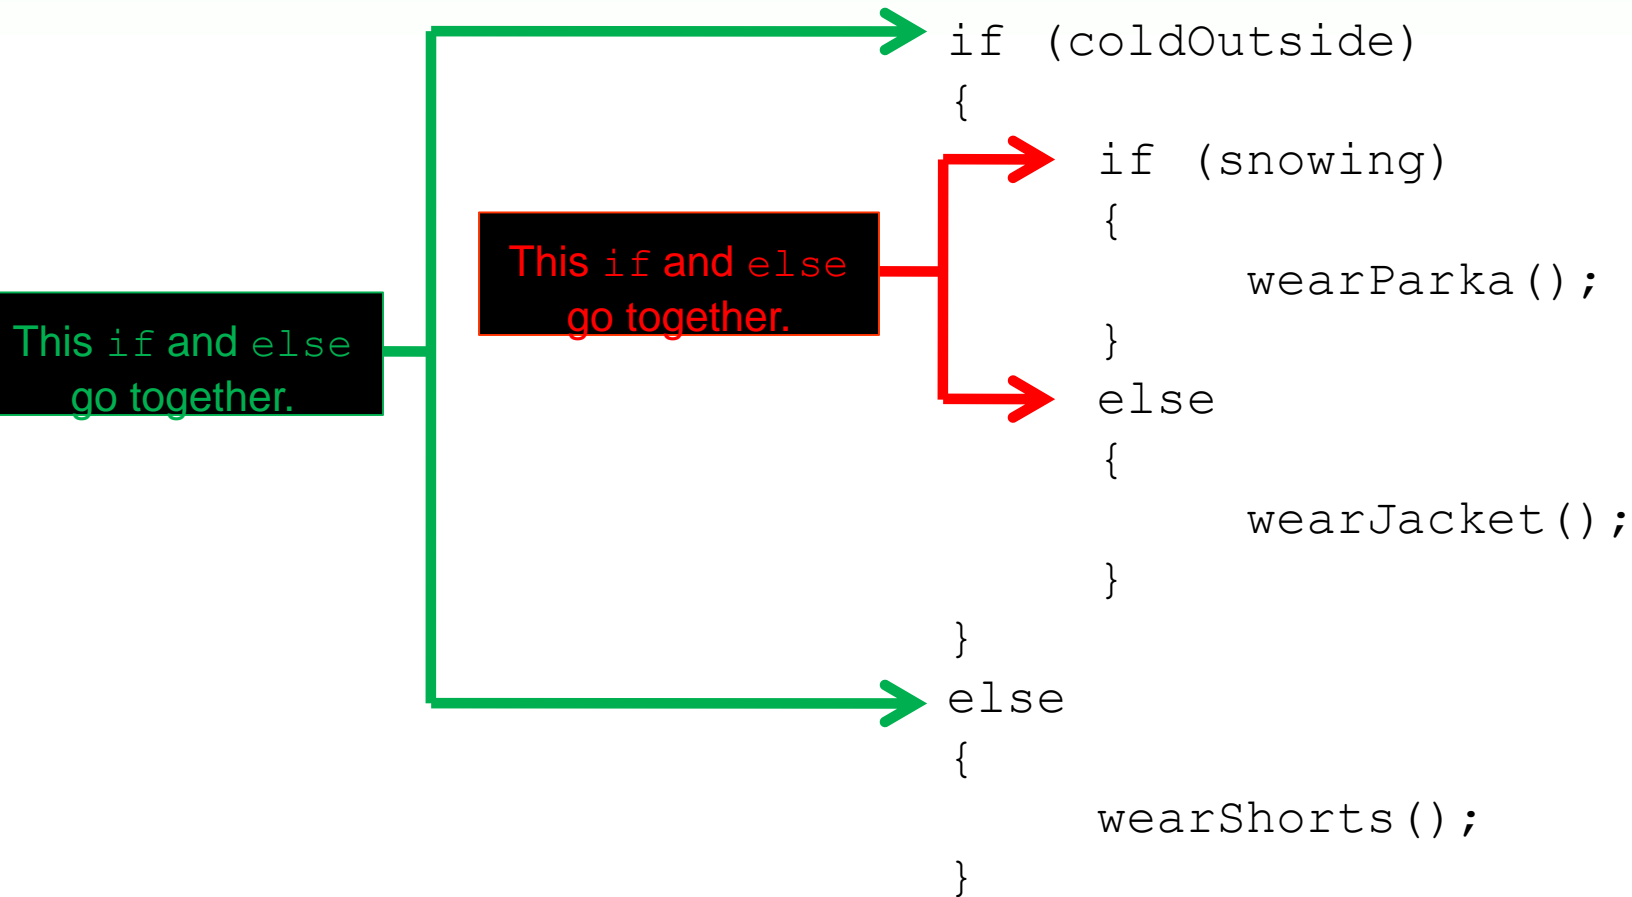 if (coldOutside)
{
if (snowing)
{
wearParka();
}
else
{
wearJacket();
}
}
else
{
wearShorts();
}
This if and else
go together.
This if and else
go together.